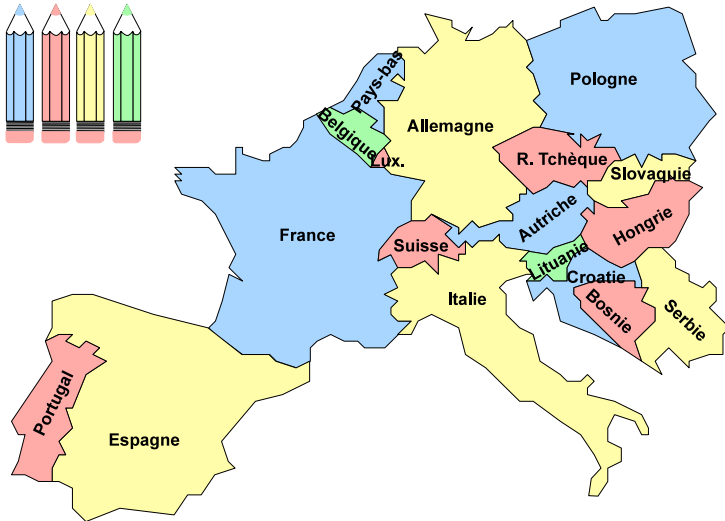 Pays-bas
Pologne
Allemagne
Belgique
Lux.
R. Tchèque
Slovaquie
Autriche
Hongrie
France
Suisse
Lituanie
Croatie
Italie
Bosnie
Serbie
Portugal
Espagne